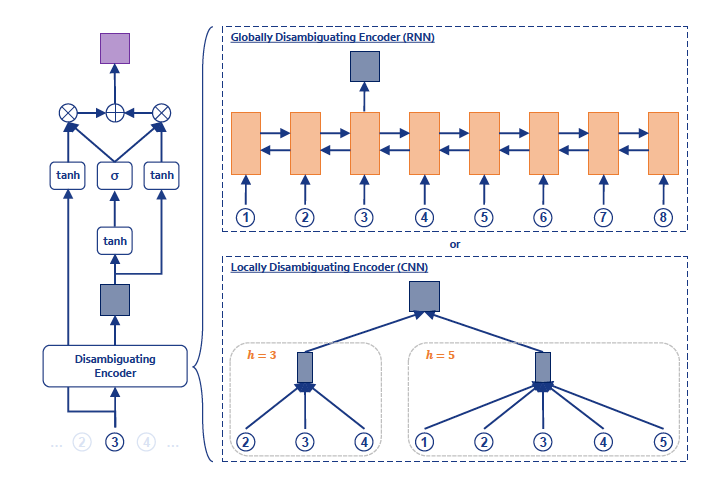 Globally Disambiguating Encoder (RNN)
tanh
σ
tanh
1 2 3 4 5 6 7 8
tanh
or
Locally Disambiguating Encoder (CNN)
Disambiguating
Encoder
h = 3
h = 5
... 2 3 4 ...
2 3 4
1 2 3 4 5